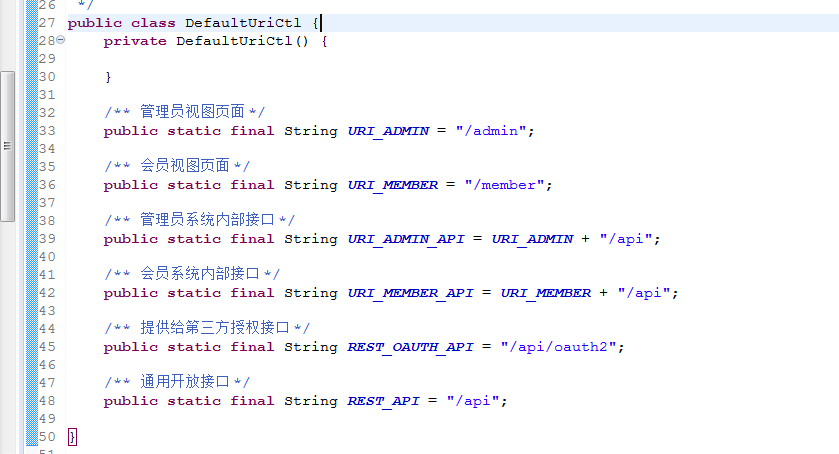 26 */
27 public class DefaultUriCtl {
28 private DefaultUriCtl() {
29
30 }
31
32 /** 管理员视图页面 */
33 public static final String URI_ADMIN = "/admin";
34
35 /** 会员视图页面 */
36 public static final String URI_MEMBER = "/member";
37
38 /** 管理员系统内部接口 */
39 public static final String URI_ADMIN_API = URI_ADMIN + "/api";
40
41 /** 会员系统内部接口 */
42 public static final String URI_MEMBER_API = URI_MEMBER + "/api";
43
44 /** 提供给第三方授权接口 */
45 public static final String REST_OAUTH_API = "/api/oauth2";
46
47 /** 通用开放接口 */
48 public static final String REST_API = "/api";
49
50 }
51